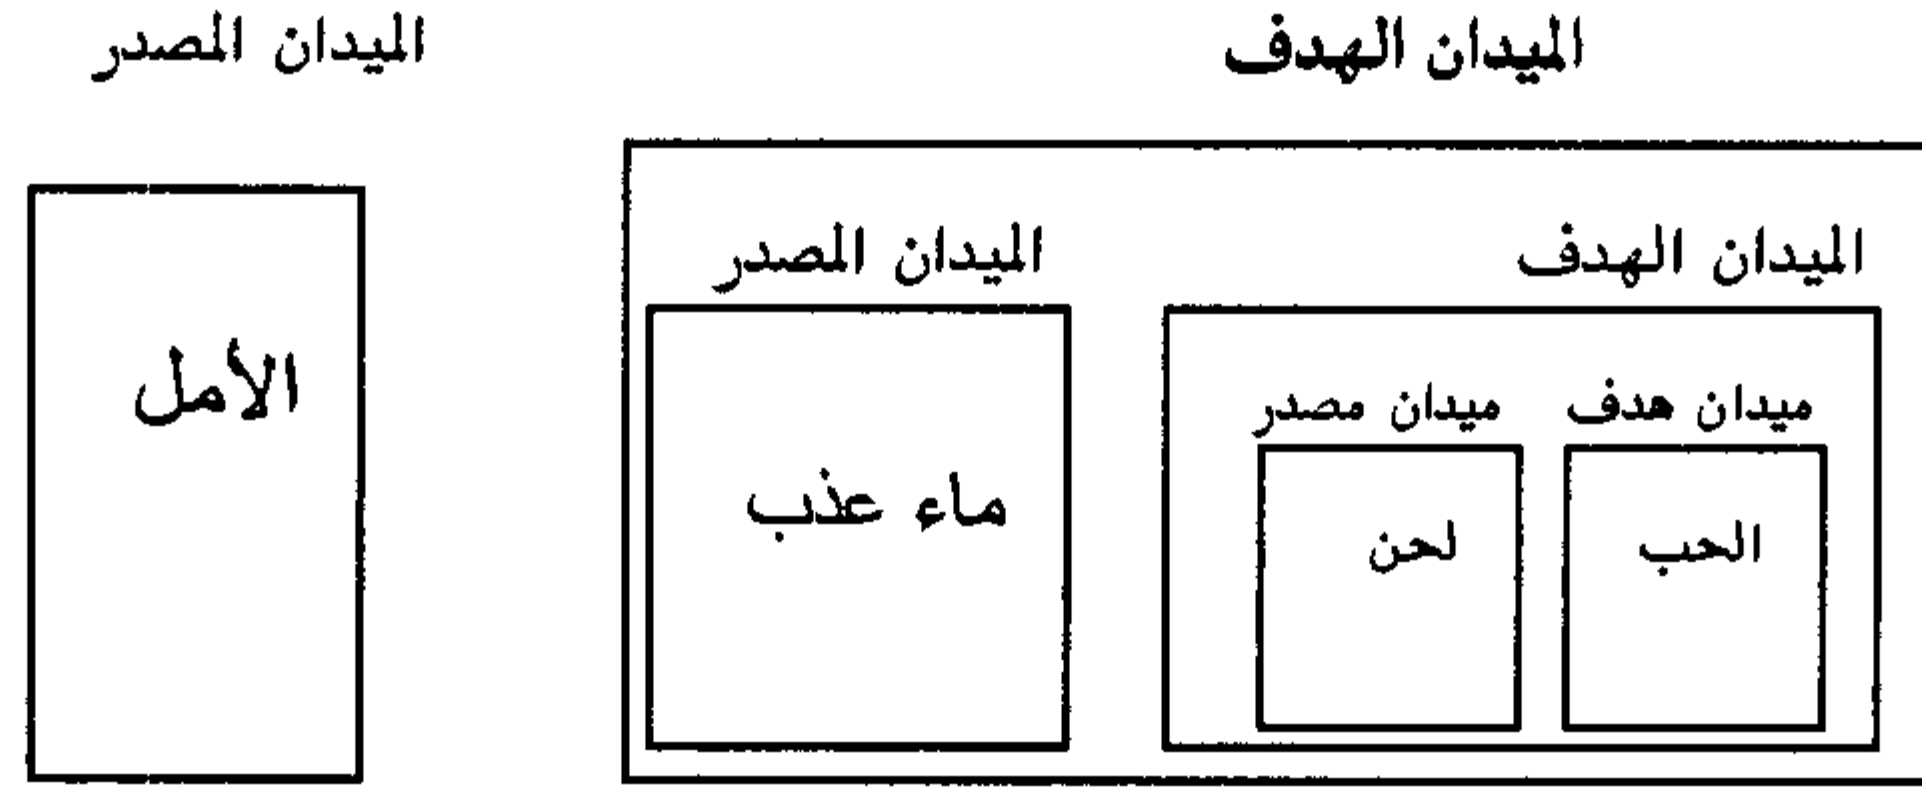 الميدان الهدف
الميدان المصدر
الميدان الهدف
الميدان المصدر
ميدان هدف
ميدان مصدر
الأمل
ماء عذب
لحن
الحب